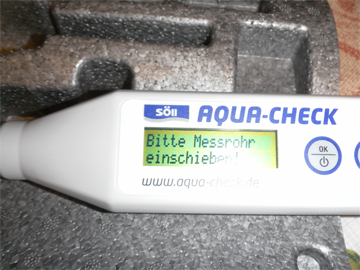 söll AQUA-CHECK
Bitte Messrohr
einschieben!
OK
www.aqua-check.de